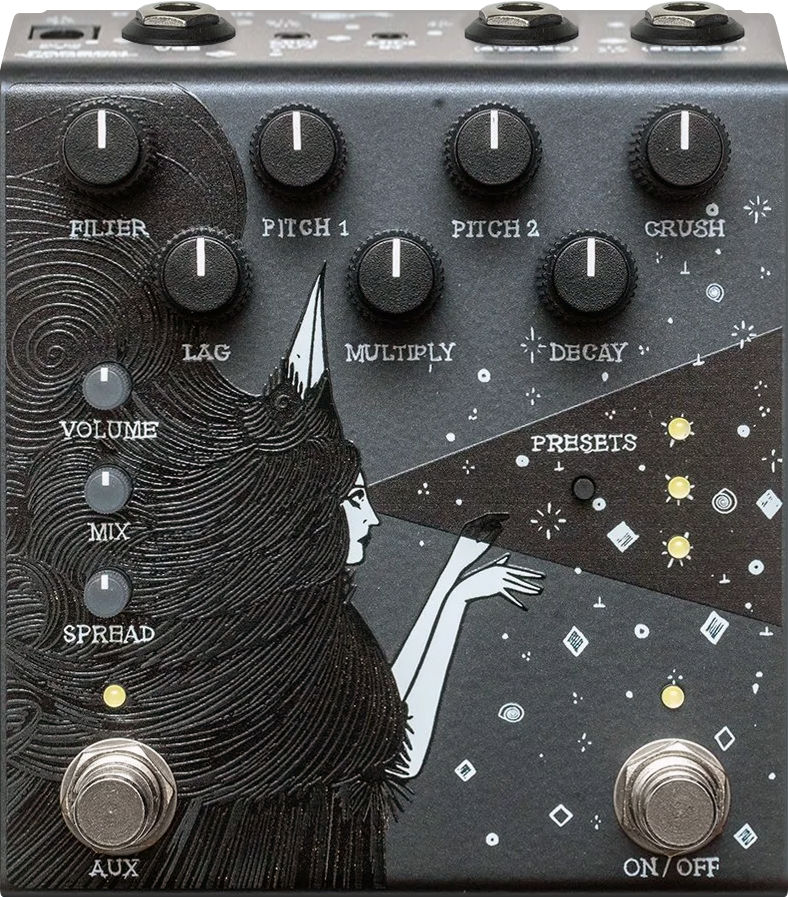 FILTER PITCH 1 PITCH 2 CRUSH
LAG MULTIPLY DECAY
VOLUME
PRESETS
MIX
SPREAD
AUX ON/OFF